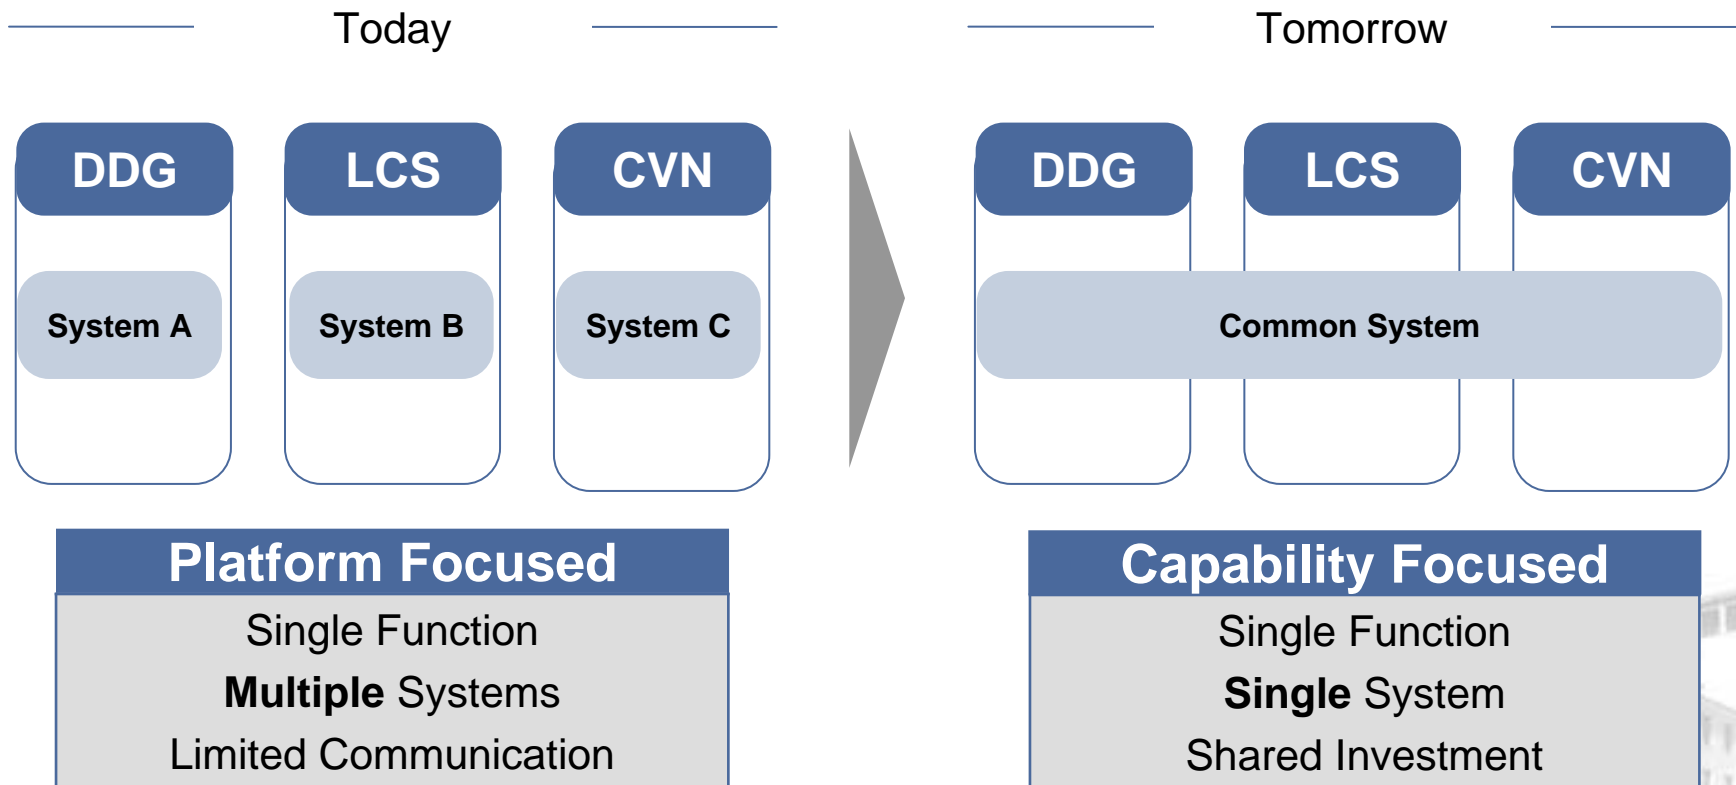 Today
Tomorrow
DDG
LCS
CVN
DDG
LCS
CVN
System A
System B
System C
Common System
Platform Focused
Single Function
Multiple Systems
Limited Communication
Capability Focused
Single Function
Single System
Shared Investment